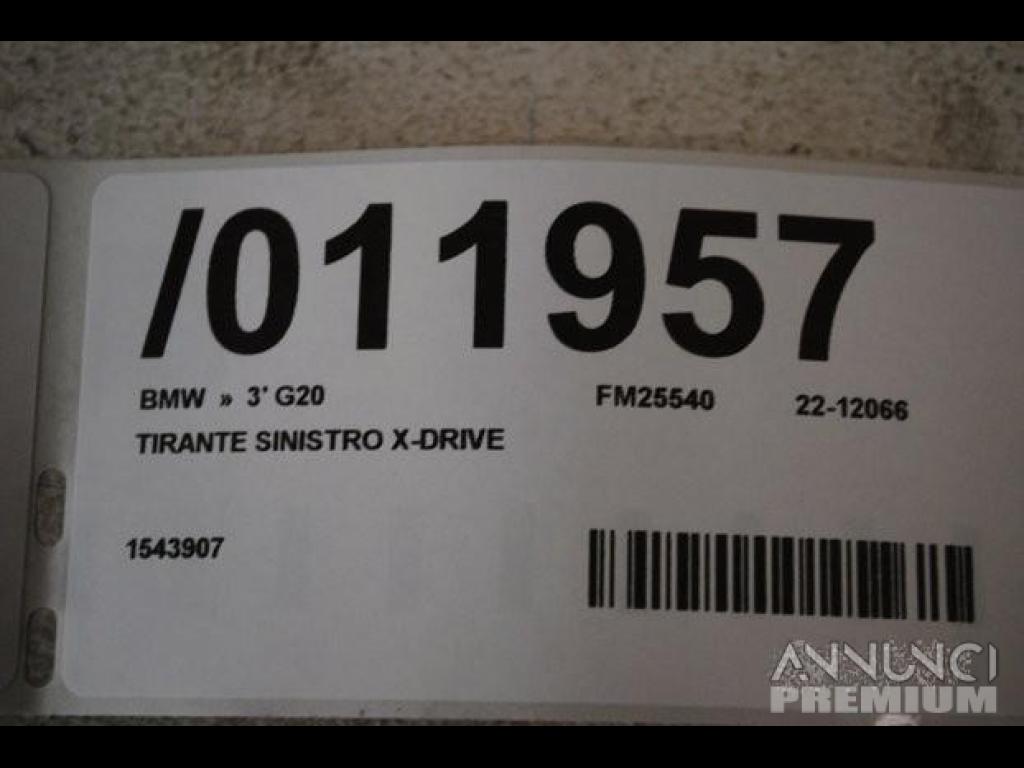 /011957
BMW » 3' G20 FM25540 22-12066
TIRANTE SINISTRO X-DRIVE
1543907
ANNUNCI
PREMIUM